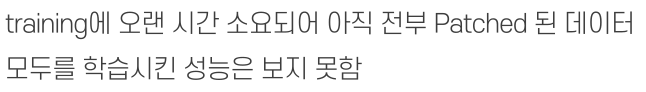 training에 오랜 시간 소요되어 아직 전부 Patched 된 데이터
모두를 학습시킨 성능은 보지 못함